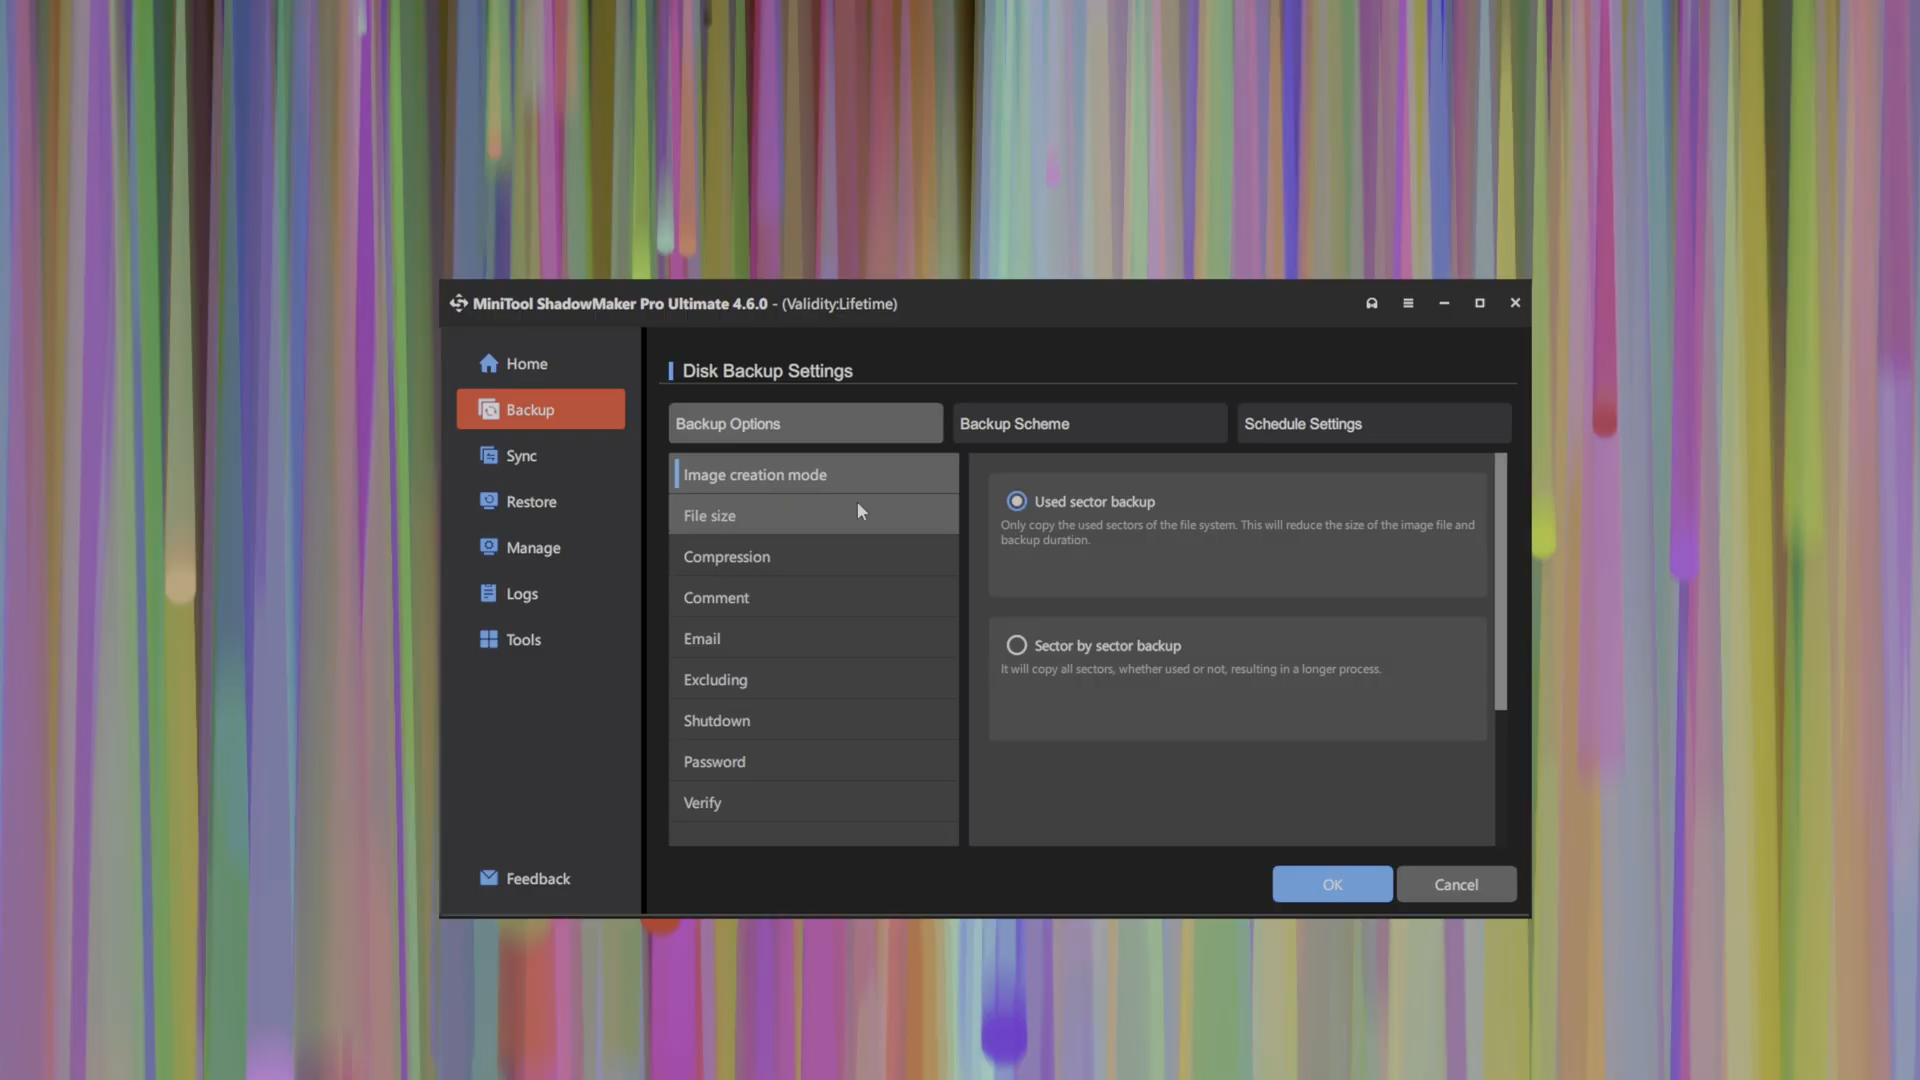 MiniTool ShadowMaker Pro Ultimate 4.6.0 - (Validity:Lifetime)
Home
Backup
Sync
Restore
Manage
Logs
Tools
Feedback
Disk Backup Settings
Backup Options
Backup Scheme
Schedule Settings
Image creation mode
File size
Compression
Comment
Email
Excluding
Shutdown
Password
Verify
Used sector backup
Only copy the used sectors of the file system. This will reduce the size of the image file and
backup duration.
Sector by sector backup
It will copy all sectors, whether used or not, resulting in a longer process.
OK
Cancel